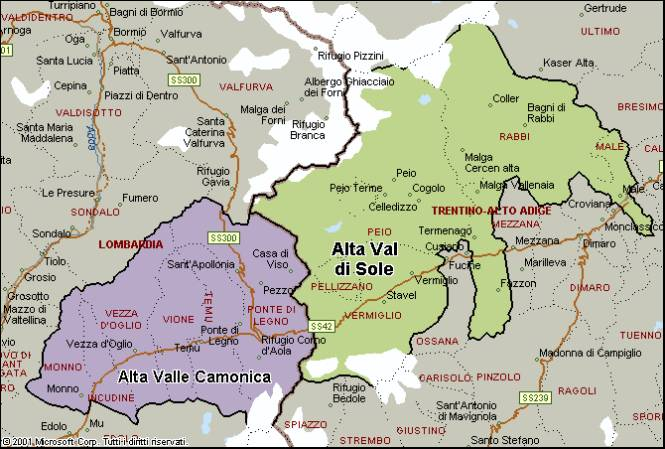 Turripiano
Bagni di Bormio
VALDIDENTRO
Oga
Bormio
Valfurva
Gertrude
ULTIMO
Santa Lucia
Piatta
Sant'Antonio
Rifugio Pizzini
Kaser Alta
Cepina
SS300
Albergo Ghiacciaio
dei Forni
Piazzi di Dentro
VALFURVA
Coller
Bagni di
Rabbi
BRESIMO
VALDISOTTO
Malga dei
Forni
Rifugio
Branca
RABBI
Santa Maria
Maddalena
Adda
Santa
Caterina
Valfurva
MALE
Malga
Cercen alta
Rifugio
Gavia
Peio
Peio Terme
Cogolo
Malga Vallenaia
Le Presure
Fumero
Celledizzo
Male
SONDALO
TRENTINO-ALTO ADIGE
Croviana
MEZZANA
Monclassico
Sondalo
LOMBARDIA
SS300
PEIO
Termenago
Alta Val
di Sole
Cusiano
Mezzana
Dimaro
Tiolo
Casa di
Viso
Sant'Apollonia
Fucine
Marilleva
Grosio
Pezzo
PELLIZZANO
Vermiglio
Fazzon
DIMARO
Grosotto
Stavel
Mazzo di
Valtellina
VEZZA
D'OGLIO
VIONE
TEMU
PONTE DI
LEGNO
VERMIGLIO
SS42
Ponte di
Legno
TUENNO
Vezza d'Oglio
Temu
Rifugio Corno
d'Aola
OSSANA
Madonna di Campiglio
MONNO
Alta Valle Camonica
CARISOLO
PINZOLO
Monno
INCUDINE
Rifugio
Bedole
SS239
RAGOLI
Edolo
Mu
SPIAZZO
GIUSTINO
Sant'Antonio
di Mavignola
STREMBO
Santo Stefano
EDOLO
© 2001 Microsoft Corp. Tutti i diritti riservati.